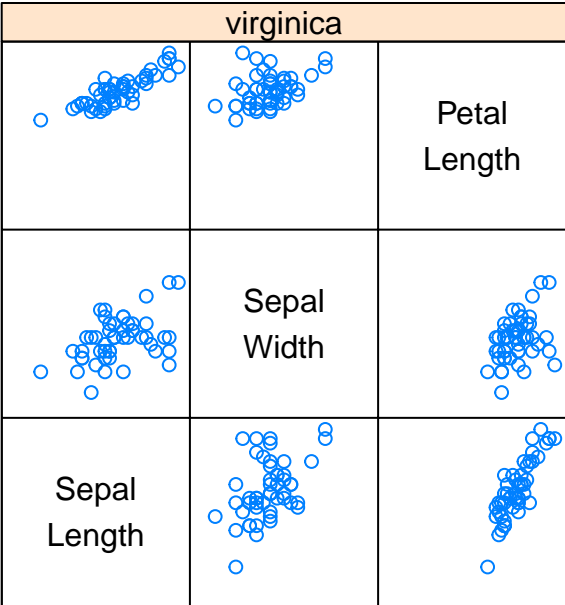 virginica
Petal
Length
Sepal
Width
Sepal
Length